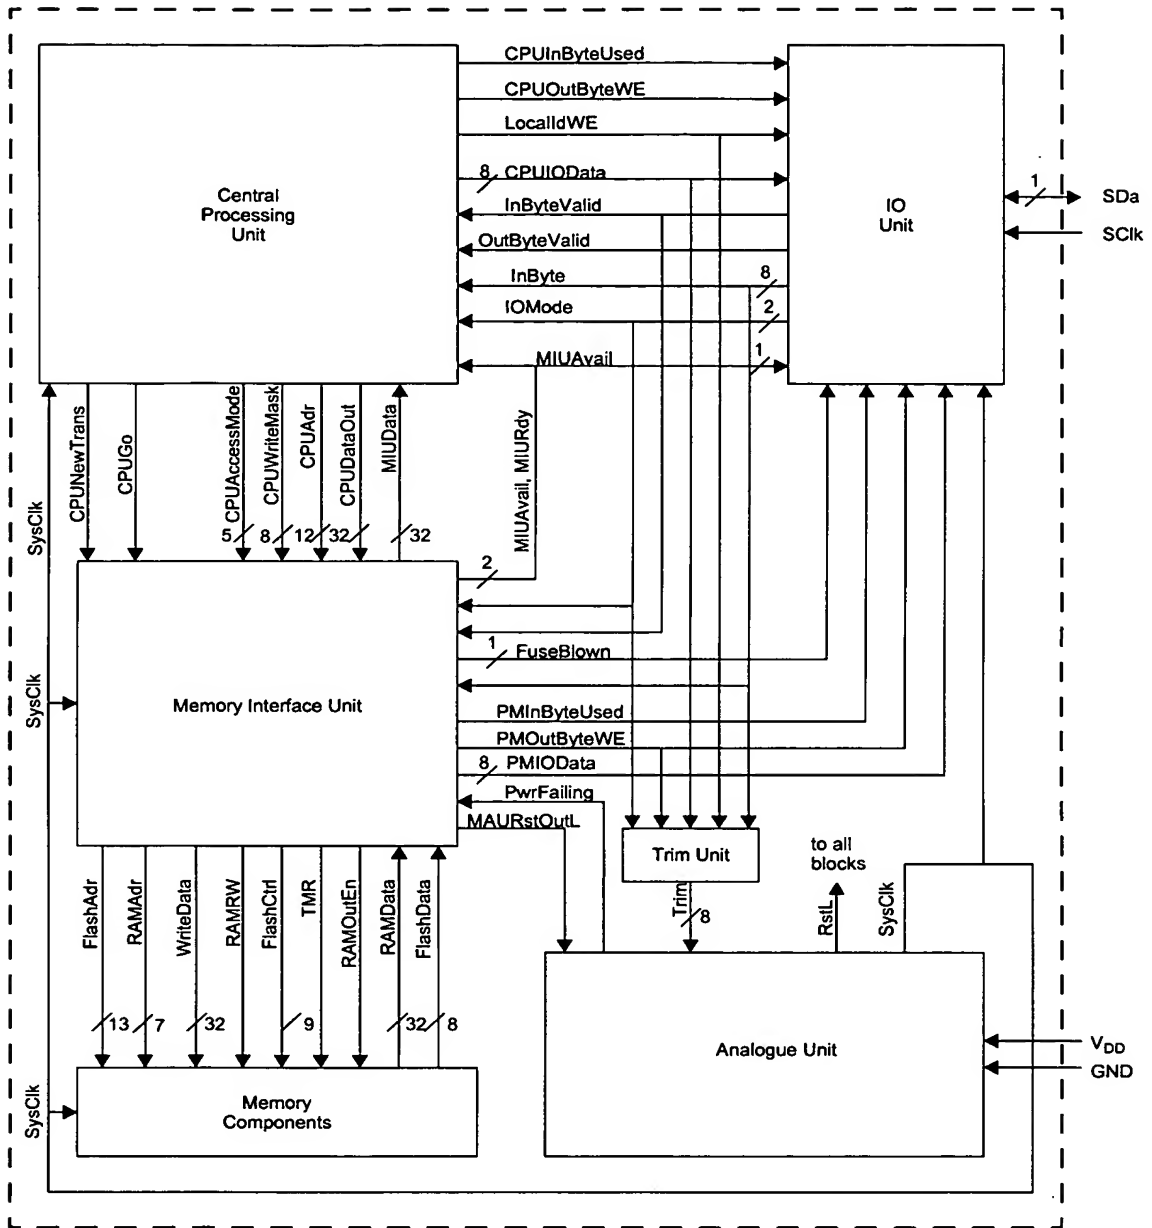 CPUInByteUsed
CPUOutByteWE
LocalIdWE
8 CPUIOData
InByteValid
OutByteValid
InByte 8
IOMode 2
MIUAvail 1
Central
Processing
Unit
IO
Unit
1
SDa
SClk
SysClk
CPUNewTrans
CPUGo
CPUAccessMode
CPUWriteMask
CPUAdr
CPUDataOut
MIUData
5 8 12 32 32
MIUAvail, MIURdy
2
1 FuseBlown
SysClk
Memory Interface Unit
PMInByteUsed
PMOutByteWE
8 PMIOData
PwrFailing
MAURstOutL
Trim Unit
Trim
8
to all
blocks
RstL
SysClk
FlashAdr
RAMAdr
WriteData
RAMRW
FlashCtrl
TMR
RAMOutEn
RAMData
FlashData
13 7 32 9 32 8
Analogue Unit
VDD
GND
SysClk
Memory
Components